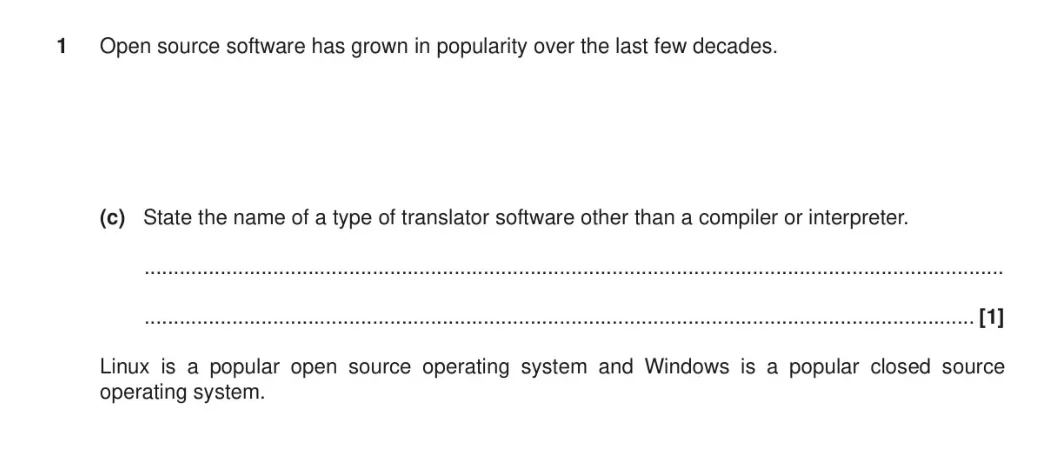 1 Open source software has grown in popularity over the last few decades.
(c) State the name of a type of translator software other than a compiler or interpreter.
................................................................................................................................................
........................................................................................................................................... [1]
Linux is a popular open source operating system and Windows is a popular closed source
operating system.